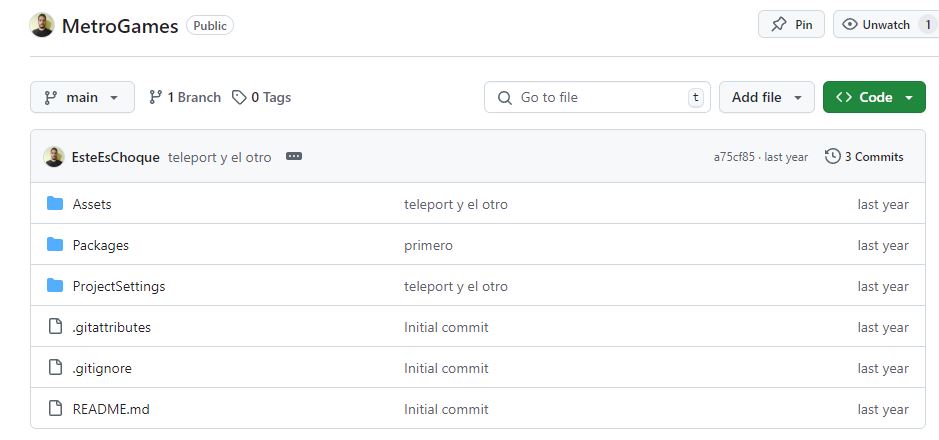 MetroGames Public Pin Unwatch 1
main 1 Branch 0 Tags Go to file t Add file Code
EsteEsChoque teleport y el otro a75cf85 · last year 3 Commits
Assets teleport y el otro last year
Packages primero last year
ProjectSettings teleport y el otro last year
.gitattributes Initial commit last year
.gitignore Initial commit last year
README.md Initial commit last year